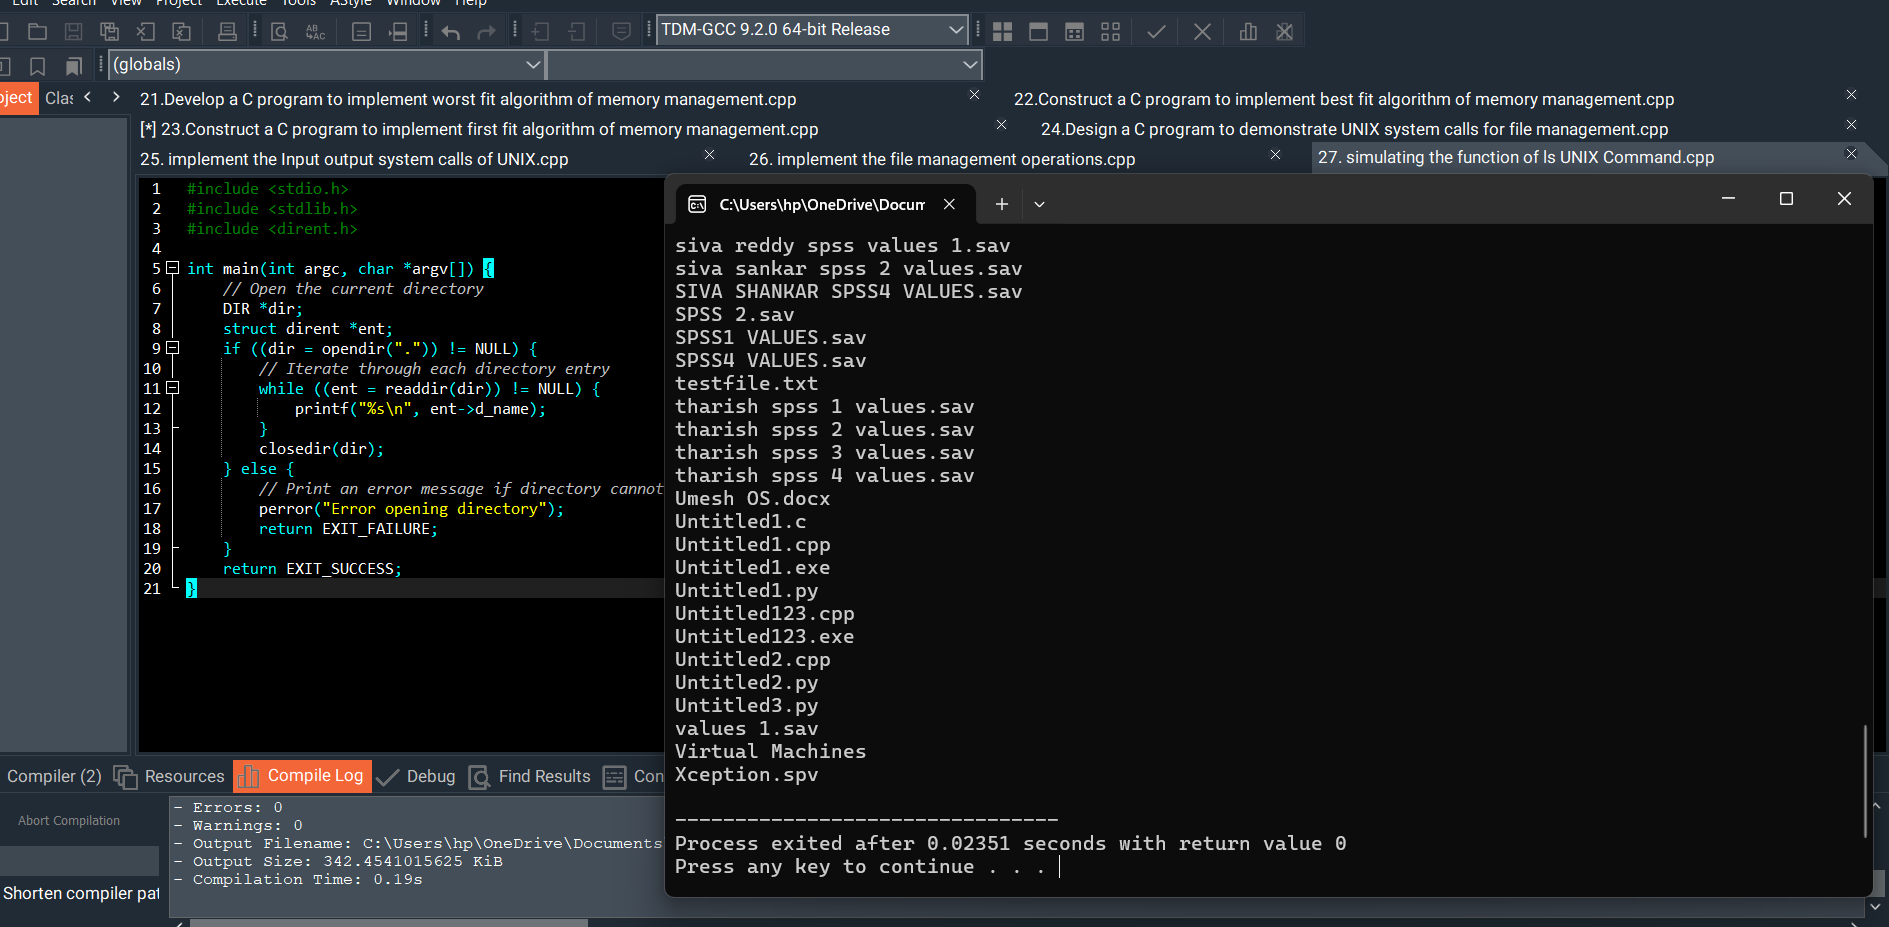 Edit Search View Project Execute Tools AStyle Window Help
TDM-GCC 9.2.0 64-bit Release
(globals)
21.Develop a C program to implement worst fit algorithm of memory management.cpp
22.Construct a C program to implement best fit algorithm of memory management.cpp
[*] 23.Construct a C program to implement first fit algorithm of memory management.cpp
24.Design a C program to demonstrate UNIX system calls for file management.cpp
25. implement the Input output system calls of UNIX.cpp
26. implement the file management operations.cpp
27. simulating the function of ls UNIX Command.cpp
1 #include <stdio.h>
2 #include <stdlib.h>
3 #include <dirent.h>
4
5 int main(int argc, char *argv[]) {
6 // Open the current directory
7 DIR *dir;
8 struct dirent *ent;
9 if ((dir = opendir(".")) != NULL) {
10 // Iterate through each directory entry
11 while ((ent = readdir(dir)) != NULL) {
12 printf("%s\n", ent->d_name);
13 }
14 closedir(dir);
15 } else {
16 // Print an error message if directory cannot
17 perror("Error opening directory");
18 return EXIT_FAILURE;
19 }
20 return EXIT_SUCCESS;
21 }
C:\Users\hp\OneDrive\Docum
siva reddy spss values 1.sav
siva sankar spss 2 values.sav
SIVA SHANKAR SPSS4 VALUES.sav
SPSS 2.sav
SPSS1 VALUES.sav
SPSS4 VALUES.sav
testfile.txt
tharish spss 1 values.sav
tharish spss 2 values.sav
tharish spss 3 values.sav
tharish spss 4 values.sav
Umesh OS.docx
Untitled1.c
Untitled1.cpp
Untitled1.exe
Untitled1.py
Untitled123.cpp
Untitled123.exe
Untitled2.cpp
Untitled2.py
Untitled3.py
values 1.sav
Virtual Machines
Xception.spv
--------------------------------
Process exited after 0.02351 seconds with return value 0
Press any key to continue . . .
Compiler (2) Resources Compile Log Debug Find Results Con
Abort Compilation
Shorten compiler pat
- Errors: 0
- Warnings: 0
- Output Filename: C:\Users\hp\OneDrive\Documents
- Output Size: 342.4541015625 KiB
- Compilation Time: 0.19s